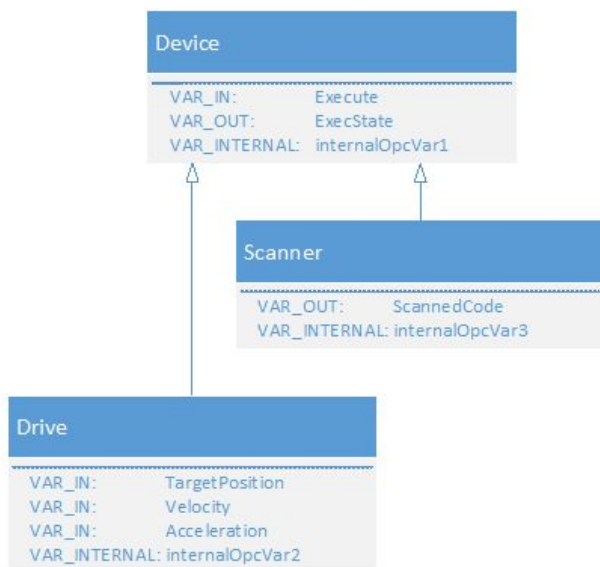 Device
VAR_IN: Execute
VAR_OUT: ExecState
VAR_INTERNAL: internalOpcVar1
Scanner
VAR_OUT: ScannedCode
VAR_INTERNAL: internalOpcVar3
Drive
VAR_IN: TargetPosition
VAR_IN: Velocity
VAR_IN: Acceleration
VAR_INTERNAL: internalOpcVar2